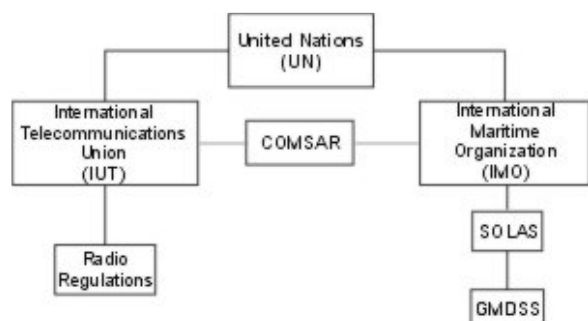 United Nations
(UN)
International
Telecommunications
Union
(IUT)
COMSAR
International
Maritime
Organization
(IMO)
Radio
Regulations
SOLAS
GMDSS